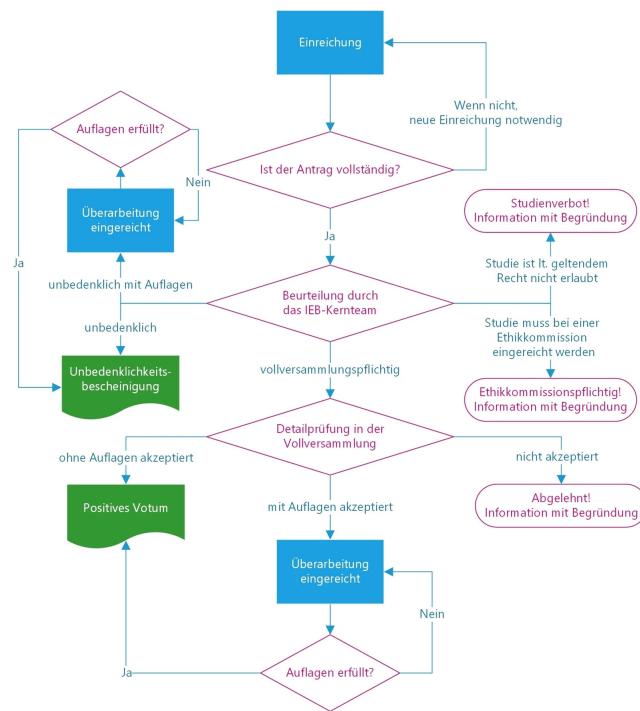 Einreichung
Wenn nicht,
neue Einreichung notwendig
Auflagen erfüllt?
Ist der Antrag vollständig?
Nein
Überarbeitung
eingereicht
Studienverbot!
Information mit Begründung
Ja
Ja
Studie ist lt. geltendem
Recht nicht erlaubt
unbedenklich mit Auflagen
Beurteilung durch
das IEB-Kernteam
unbedenklich
Studie muss bei einer
Ethikkommission
eingereicht werden
Unbedenklichkeits-
bescheinigung
vollversammlungspflichtig
Ethikkommissionspflichtig!
Information mit Begründung
Detailprüfung in der
Vollversammlung
ohne Auflagen akzeptiert
nicht akzeptiert
Positives Votum
Abgelehnt!
Information mit Begründung
mit Auflagen akzeptiert
Überarbeitung
eingereicht
Nein
Ja
Auflagen erfüllt?